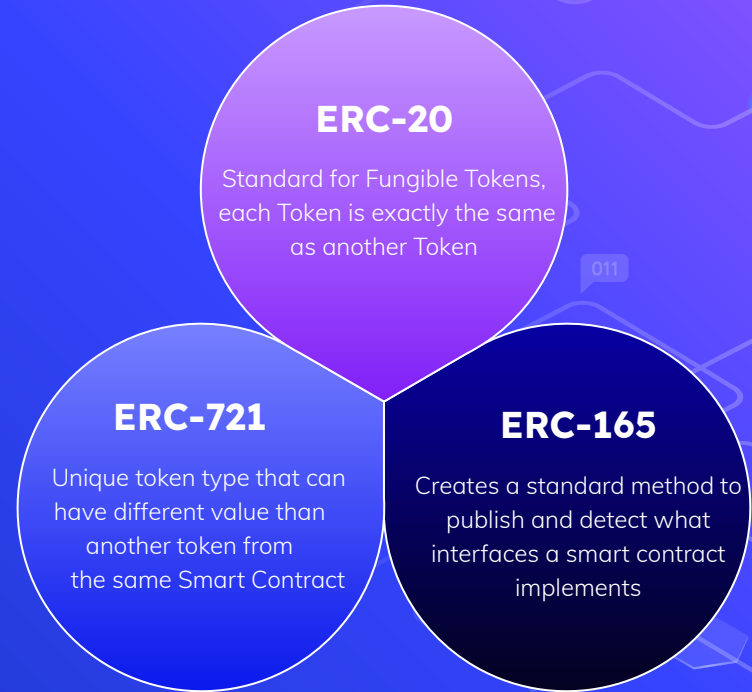 ERC-20
Standard for Fungible Tokens,
each Token is exactly the same
as another Token
011
ERC-721
Unique token type that can
have different value than
another token from
the same Smart Contract
ERC-165
Creates a standard method to
publish and detect what
interfaces a smart contract
implements